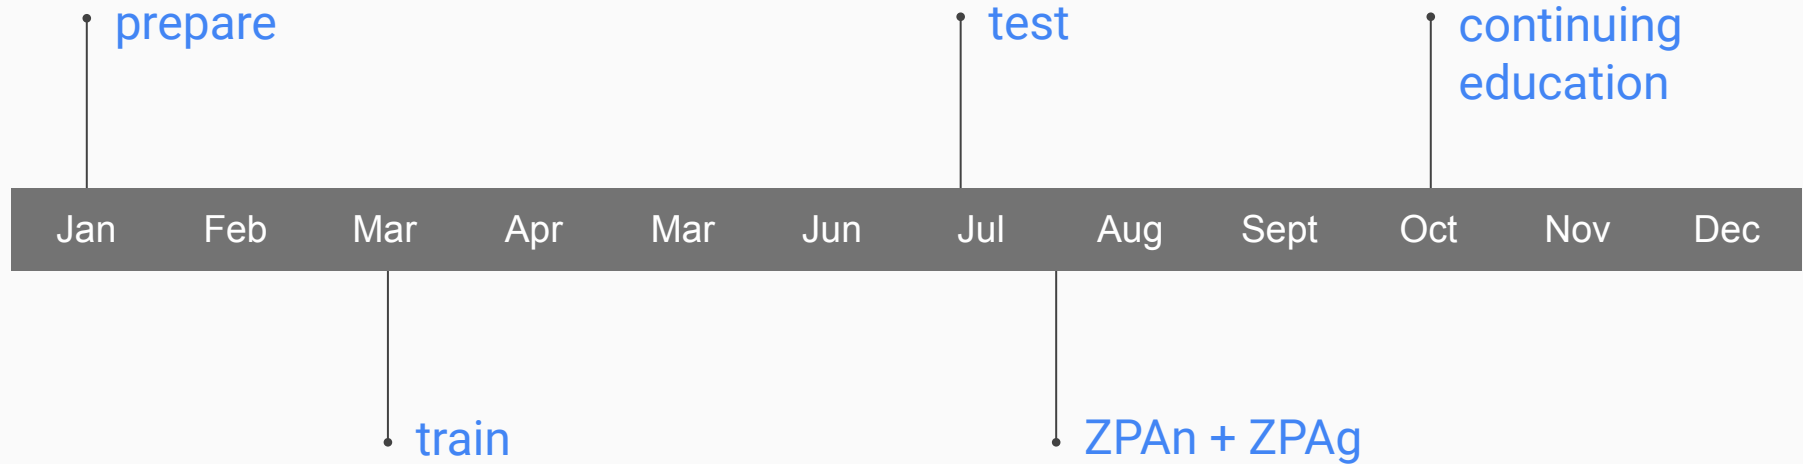 prepare
test
continuing
education
Jan Feb Mar Apr Mar Jun Jul Aug Sept Oct Nov Dec
train
ZPAn + ZPAg